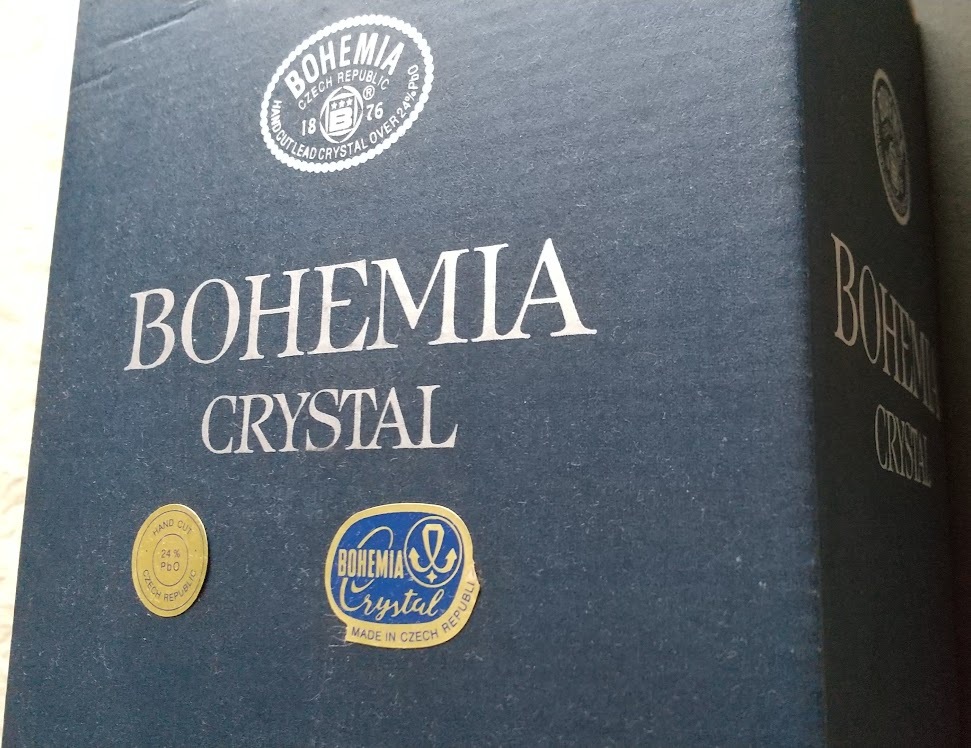 BOHEMIA
CZECH REPUBLIC
®
18 B 76
HAND CUT LEAD CRYSTAL OVER 24% PbO
BOHEMIA
CRYSTAL
HAND CUT
24 %
PbO
CZECH REPUBLIC
BOHEMIA
Crystal
MADE IN CZECH REPUBLI
BOHEMIA
CRYSTAL